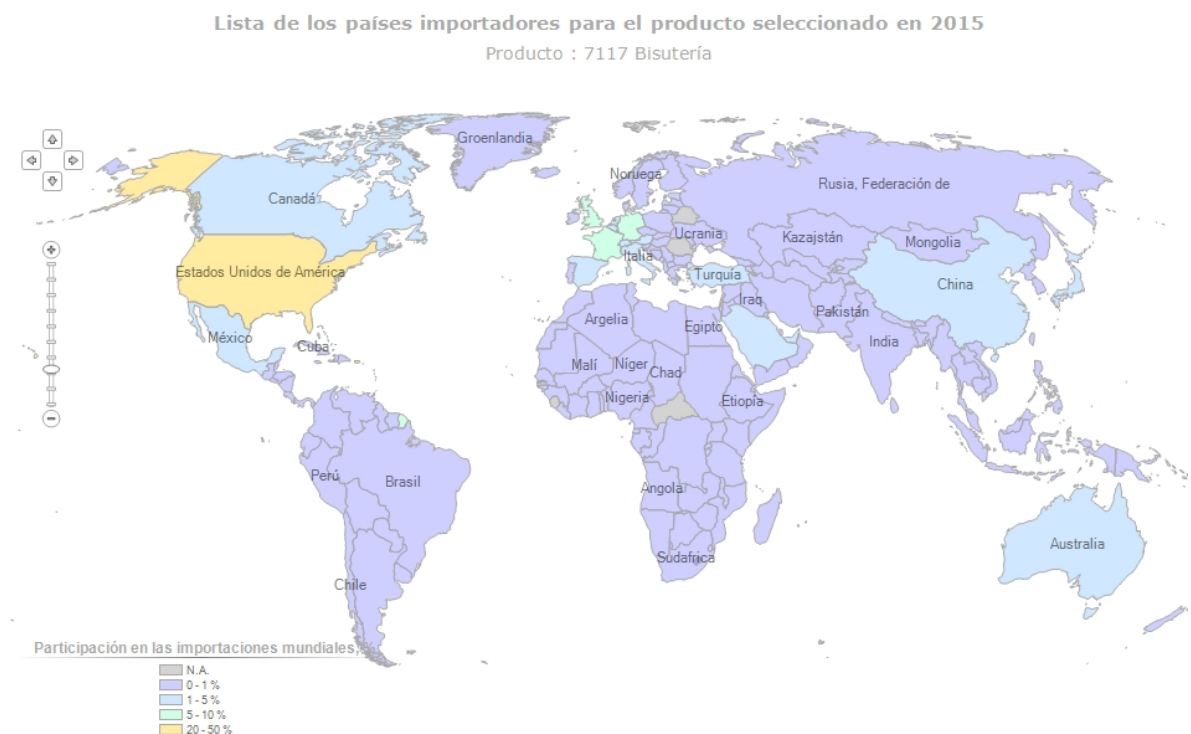 Lista de los países importadores para el producto seleccionado en 2015
Producto : 7117 Bisutería
Groenlandia
Noruega
Rusia, Federación de
Canadá
Ucrania
Kazajstán
Mongolia
Italia
Estados Unidos de América
Turquía
China
Iraq
Pakistán
Argelia
Egipto
México
Cuba
India
Malí
Níger
Chad
Nigeria
Etiopía
Perú
Brasil
Angola
Australia
Sudafrica
Chile
Participación en las importaciones mundiales,
N.A.
0 - 1 %
1 - 5 %
5 - 10 %
20 - 50 %